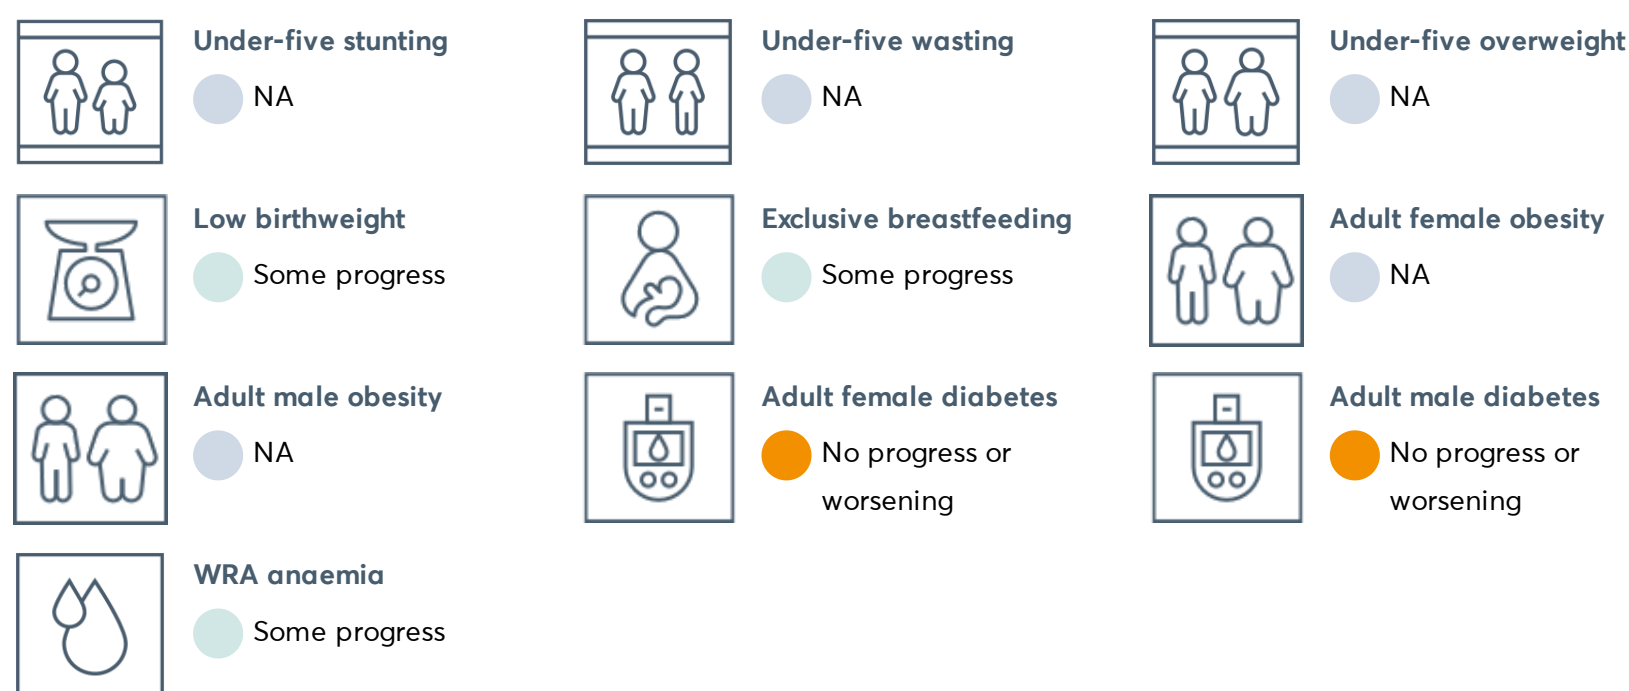 Under-five stunting
NA
Under-five wasting
NA
Under-five overweight
NA
Low birthweight
Some progress
Exclusive breastfeeding
Some progress
Adult female obesity
NA
Adult male obesity
NA
Adult female diabetes
No progress or
worsening
Adult male diabetes
No progress or
worsening
WRA anaemia
Some progress